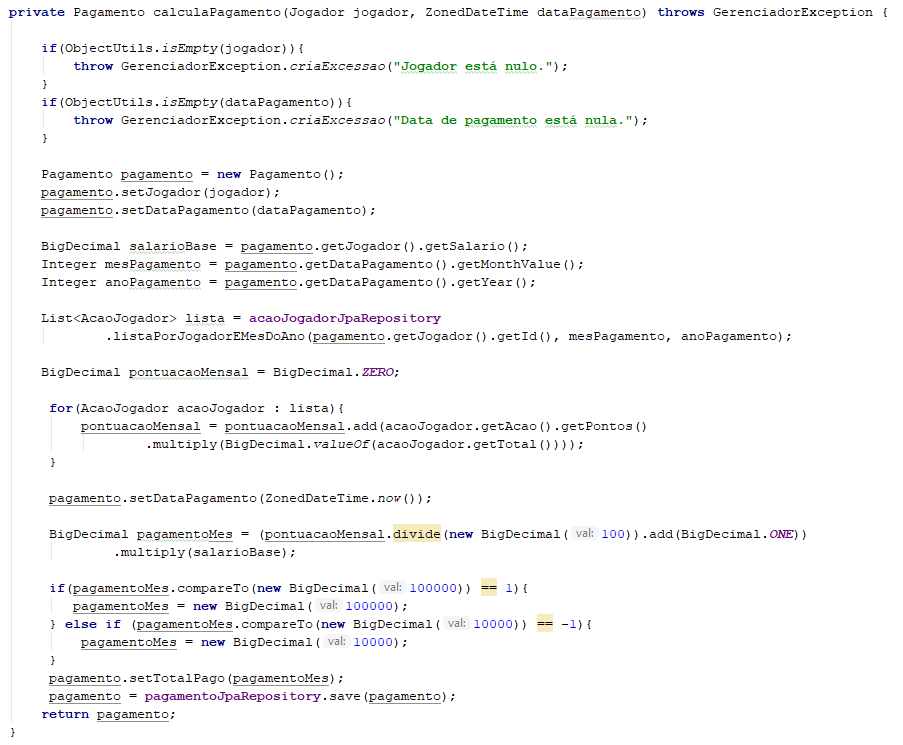 private Pagamento calculaPagamento(Jogador jogador, ZonedDateTime dataPagamento) throws GerenciadorException {
if(ObjectUtils.isEmpty(jogador)){
throw GerenciadorException.criaExcessao("Jogador está nulo.");
}
if(ObjectUtils.isEmpty(dataPagamento)){
throw GerenciadorException.criaExcessao("Data de pagamento está nula.");
}
Pagamento pagamento = new Pagamento();
pagamento.setJogador(jogador);
pagamento.setDataPagamento(dataPagamento);
BigDecimal salarioBase = pagamento.getJogador().getSalario();
Integer mesPagamento = pagamento.getDataPagamento().getMonthValue();
Integer anoPagamento = pagamento.getDataPagamento().getYear();
List<AcaoJogador> lista = acaoJogadorJpaRepository
.listaPorJogadorEMesDoAno(pagamento.getJogador().getId(), mesPagamento, anoPagamento);
BigDecimal pontuacaoMensal = BigDecimal.ZERO;
for(AcaoJogador acaoJogador : lista){
pontuacaoMensal = pontuacaoMensal.add(acaoJogador.getAcao().getPontos()
.multiply(BigDecimal.valueOf(acaoJogador.getTotal())));
}
pagamento.setDataPagamento(ZonedDateTime.now());
BigDecimal pagamentoMes = (pontuacaoMensal.divide(new BigDecimal( val: 100)).add(BigDecimal.ONE))
.multiply(salarioBase);
if(pagamentoMes.compareTo(new BigDecimal( val: 100000)) == 1){
pagamentoMes = new BigDecimal( val: 100000);
} else if (pagamentoMes.compareTo(new BigDecimal( val: 10000)) == -1){
pagamentoMes = new BigDecimal( val: 10000);
}
pagamento.setTotalPago(pagamentoMes);
pagamento = pagamentoJpaRepository.save(pagamento);
return pagamento;
}